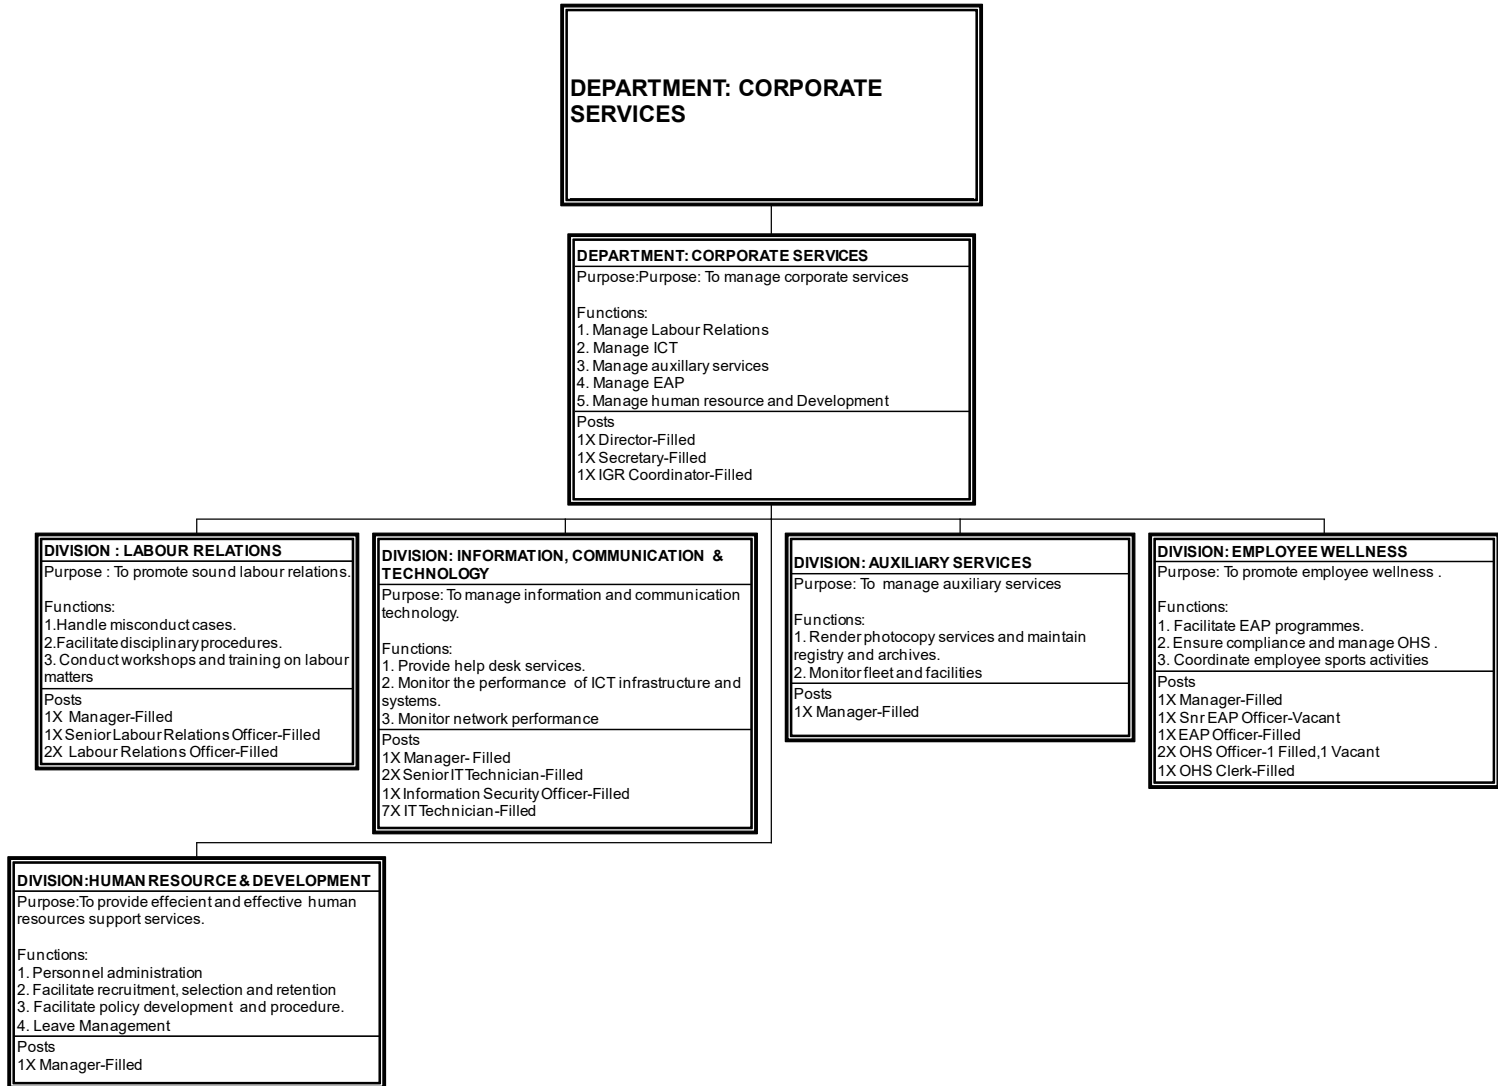 DEPARTMENT: CORPORATE
SERVICES
DEPARTMENT: CORPORATE SERVICES
Purpose:Purpose: To manage corporate services
Functions:
1. Manage Labour Relations
2. Manage ICT
3. Manage auxillary services
4. Manage EAP
5. Manage human resource and Development
Posts
1X Director-Filled
1X Secretary-Filled
1X IGR Coordinator-Filled
DIVISION : LABOUR RELATIONS
Purpose : To promote sound labour relations.
Functions:
1.Handle misconduct cases.
2.Facilitate disciplinary procedures.
3. Conduct workshops and training on labour
matters
Posts
1X Manager-Filled
1X Senior Labour Relations Officer-Filled
2X Labour Relations Officer-Filled
DIVISION: INFORMATION, COMMUNICATION &
TECHNOLOGY
Purpose: To manage information and communication
technology.
Functions:
1. Provide help desk services.
2. Monitor the performance of ICT infrastructure and
systems.
3. Monitor network performance
Posts
1X Manager- Filled
2X Senior IT Technician-Filled
1X Information Security Officer-Filled
7X IT Technician-Filled
DIVISION: AUXILIARY SERVICES
Purpose: To manage auxiliary services
Functions:
1. Render photocopy services and maintain
registry and archives.
2. Monitor fleet and facilities
Posts
1X Manager-Filled
DIVISION: EMPLOYEE WELLNESS
Purpose: To promote employee wellness .
Functions:
1. Facilitate EAP programmes.
2. Ensure compliance and manage OHS .
3. Coordinate employee sports activities
Posts
1X Manager-Filled
1X Snr EAP Officer-Vacant
1X EAP Officer-Filled
2X OHS Officer-1 Filled,1 Vacant
1X OHS Clerk-Filled
DIVISION:HUMAN RESOURCE & DEVELOPMENT
Purpose:To provide effecient and effective human
resources support services.
Functions:
1. Personnel administration
2. Facilitate recruitment, selection and retention
3. Facilitate policy development and procedure.
4. Leave Management
Posts
1X Manager-Filled